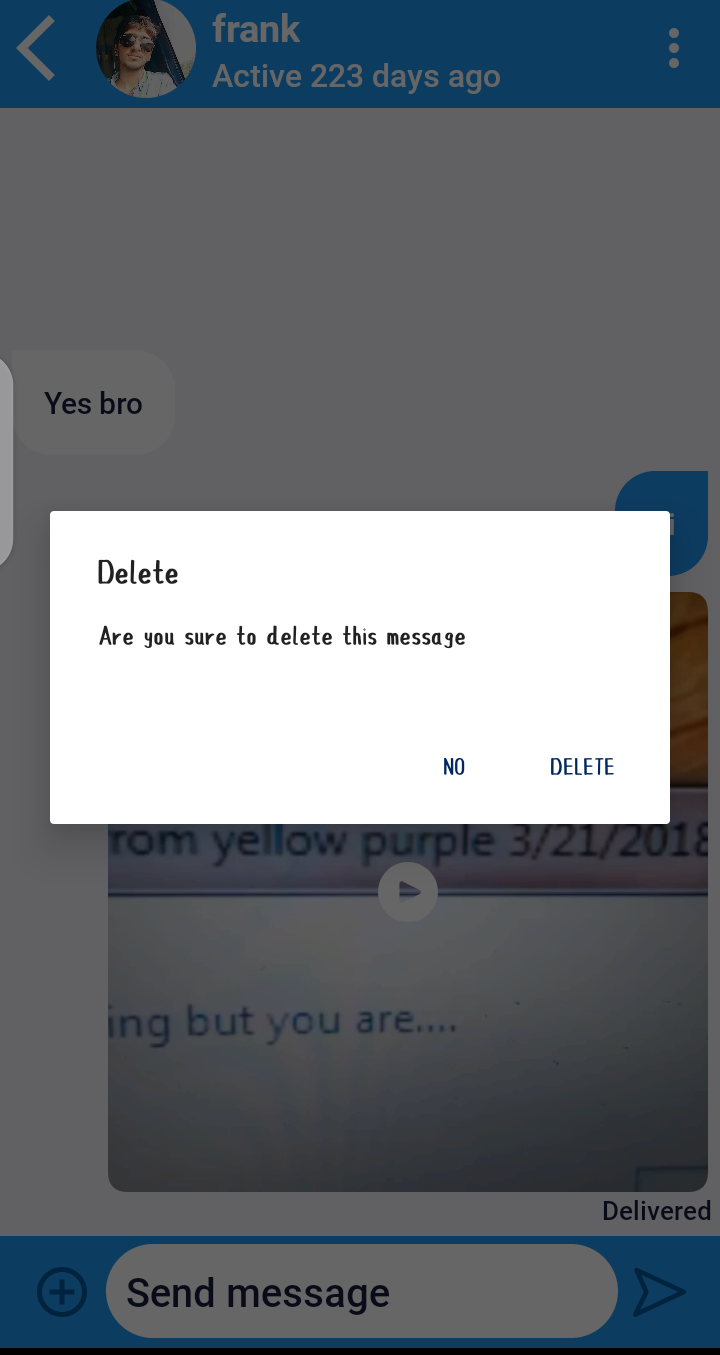 frank
Active 223 days ago
Yes bro
i
Delete
Are you sure to delete this message
NO DELETE
rom yellow purple 3/21/2018
ing but you are....
Delivered
Send message